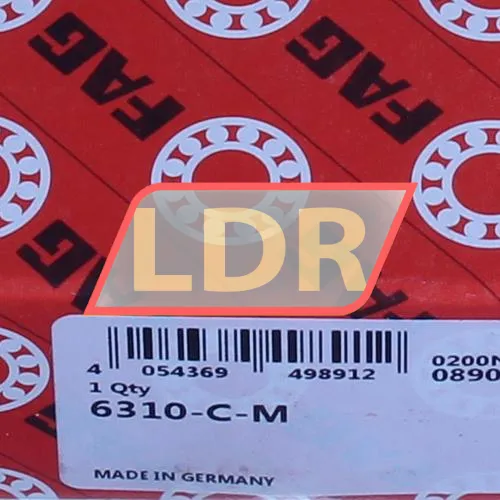 FAG
FAG
FAG
LDR
4 054369 498912
0200N
0890
1 Qty
6310-C-M
MADE IN GERMANY